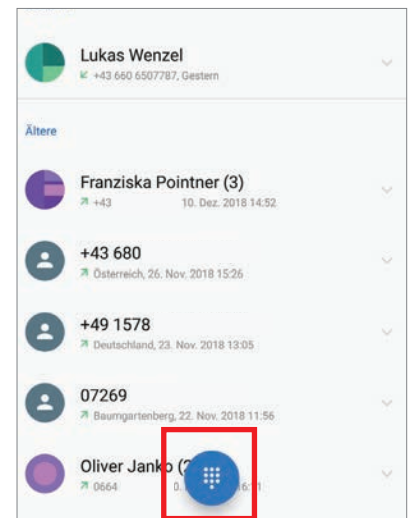 Lukas Wenzel
+43 660 6507787, Gestern
Ältere
Franziska Pointner (3)
+43 10. Dez. 2018 14:52
+43 680
Österreich, 26. Nov. 2018 15:26
+49 1578
Deutschland, 23. Nov. 2018 13:05
07269
Baumgartenberg, 22. Nov. 2018 11:56
Oliver Janko
0664